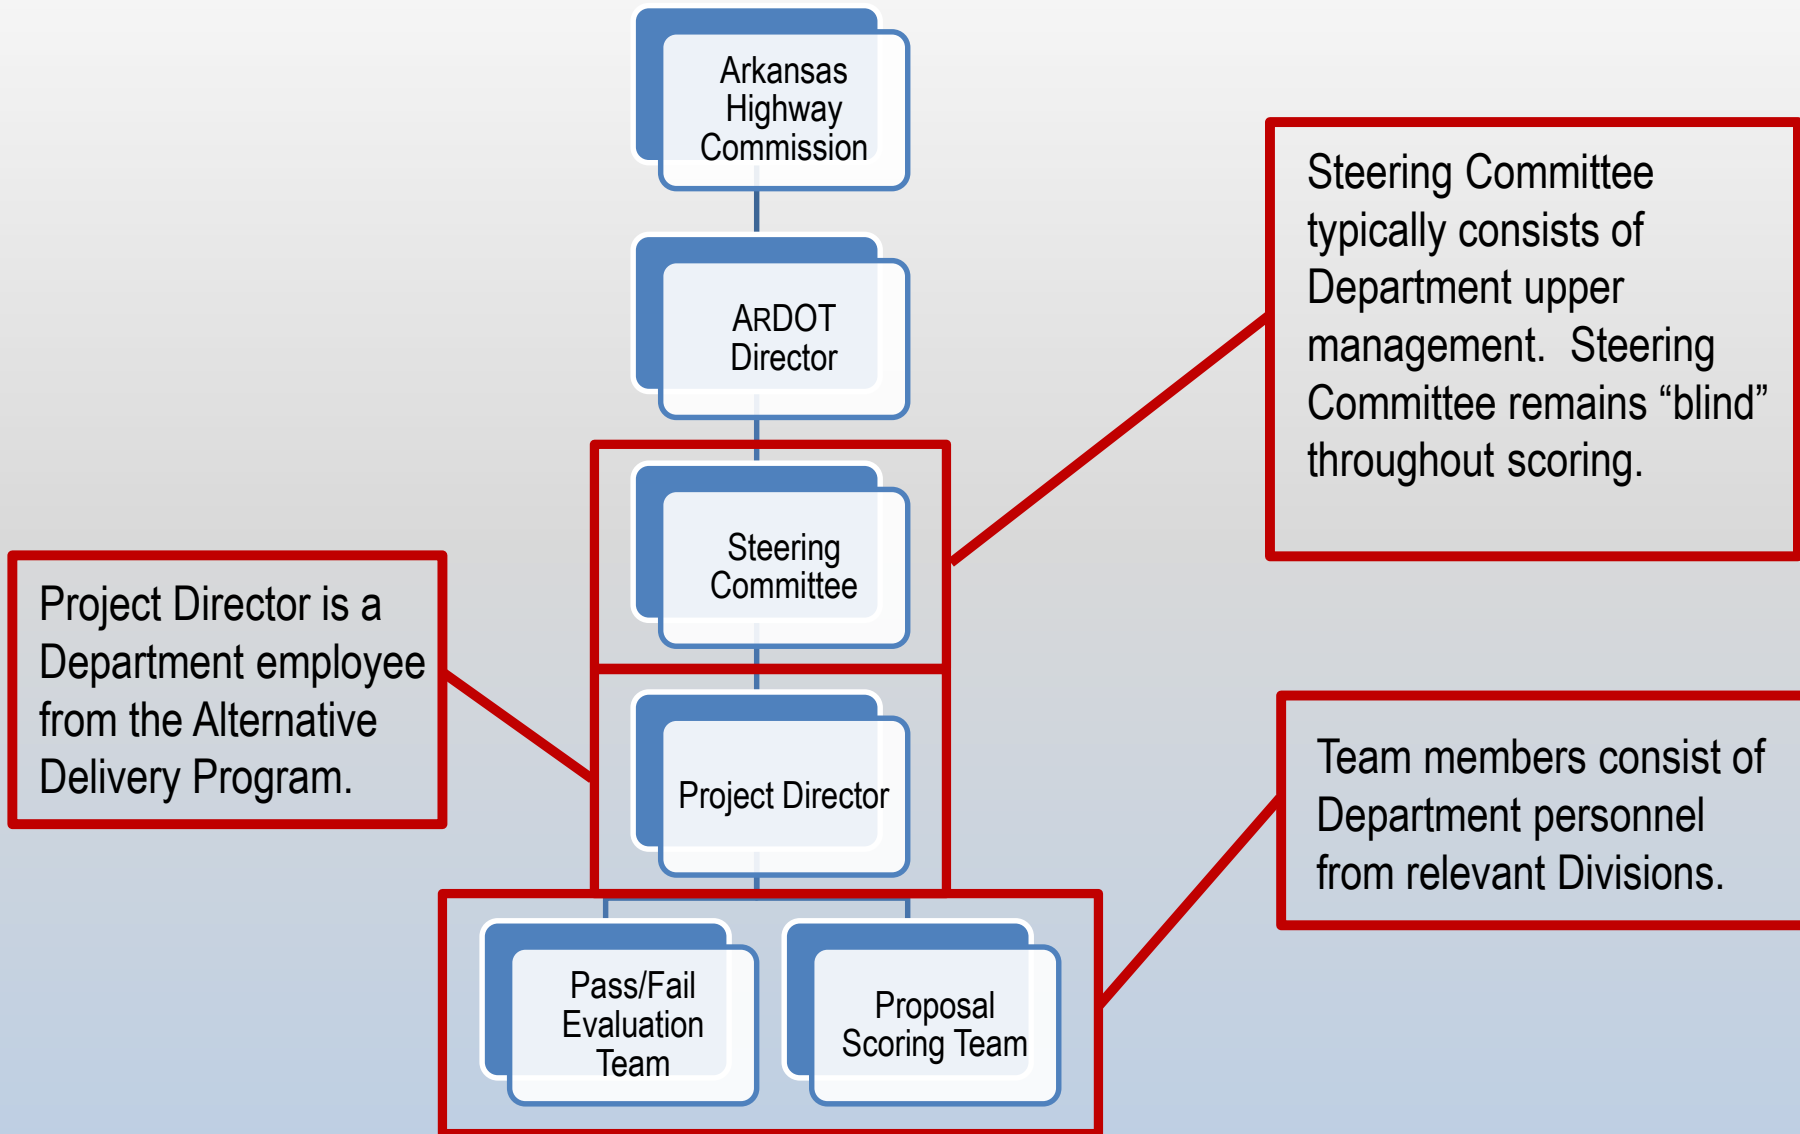 Arkansas
Highway
Commission
ARDOT
Director
Steering
Committee
Project Director
Pass/Fail
Evaluation
Team
Proposal
Scoring Team
Steering Committee
typically consists of
Department upper
management.  Steering
Committee remains “blind”
throughout scoring.
Project Director is a
Department employee
from the Alternative
Delivery Program.
Team members consist of
Department personnel
from relevant Divisions.